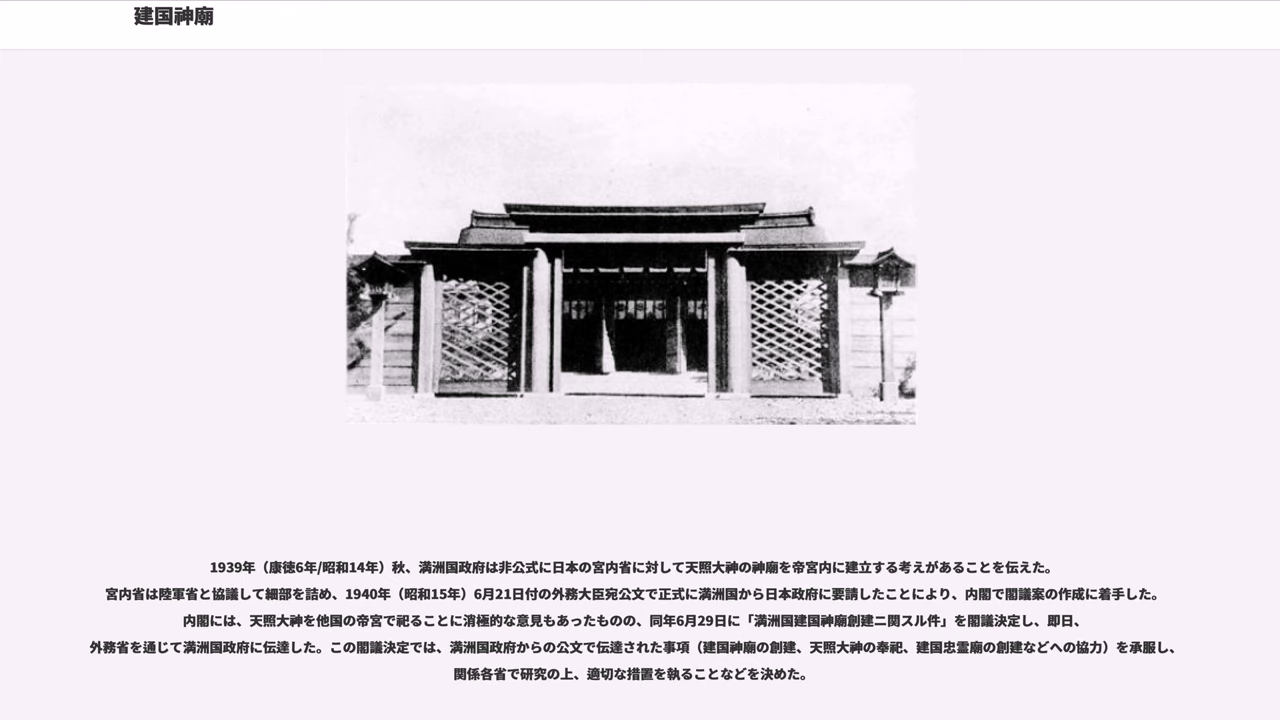 建国神廟
1939年（康徳6年/昭和14年）秋、満洲国政府は非公式に日本の宮内省に対して天照大神の神廟を帝宮内に建立する考えがあることを伝えた。
宮内省は陸軍省と協議して細部を詰め、1940年（昭和15年）6月21日付の外務大臣宛公文で正式に満洲国から日本政府に要請したことにより、内閣で閣議案の作成に着手した。
内閣には、天照大神を他国の帝宮で祀ることに消極的な意見もあったものの、同年6月29日に「満洲国建国神廟創建ニ関スル件」を閣議決定し、即日、
外務省を通じて満洲国政府に伝達した。この閣議決定では、満洲国政府からの公文で伝達された事項（建国神廟の創建、天照大神の奉祀、建国忠霊廟の創建などへの協力）を承服し、
関係各省で研究の上、適切な措置を執ることなどを決めた。